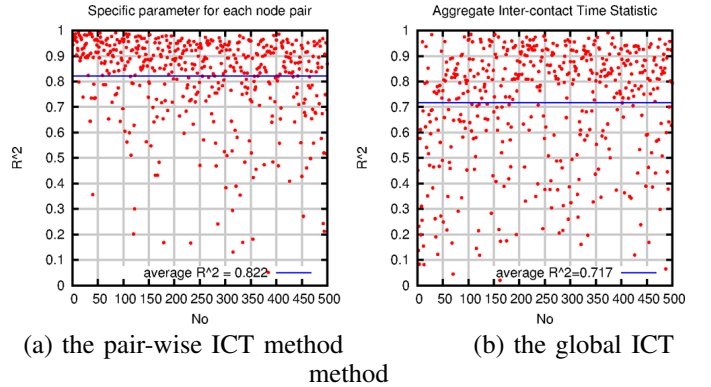 Specific parameter for each node pair
Aggregate Inter-contact Time Statistic
R^2
1
0.9
0.8
0.7
0.6
0.5
0.4
0.3
0.2
0.1
0
average R^2 = 0.822
0 50 100 150 200 250 300 350 400 450 500
No
R^2
1
0.9
0.8
0.7
0.6
0.5
0.4
0.3
0.2
0.1
0
average R^2=0.717
0 50 100 150 200 250 300 350 400 450 500
No
(a) the pair-wise ICT method
(b) the global ICT
method